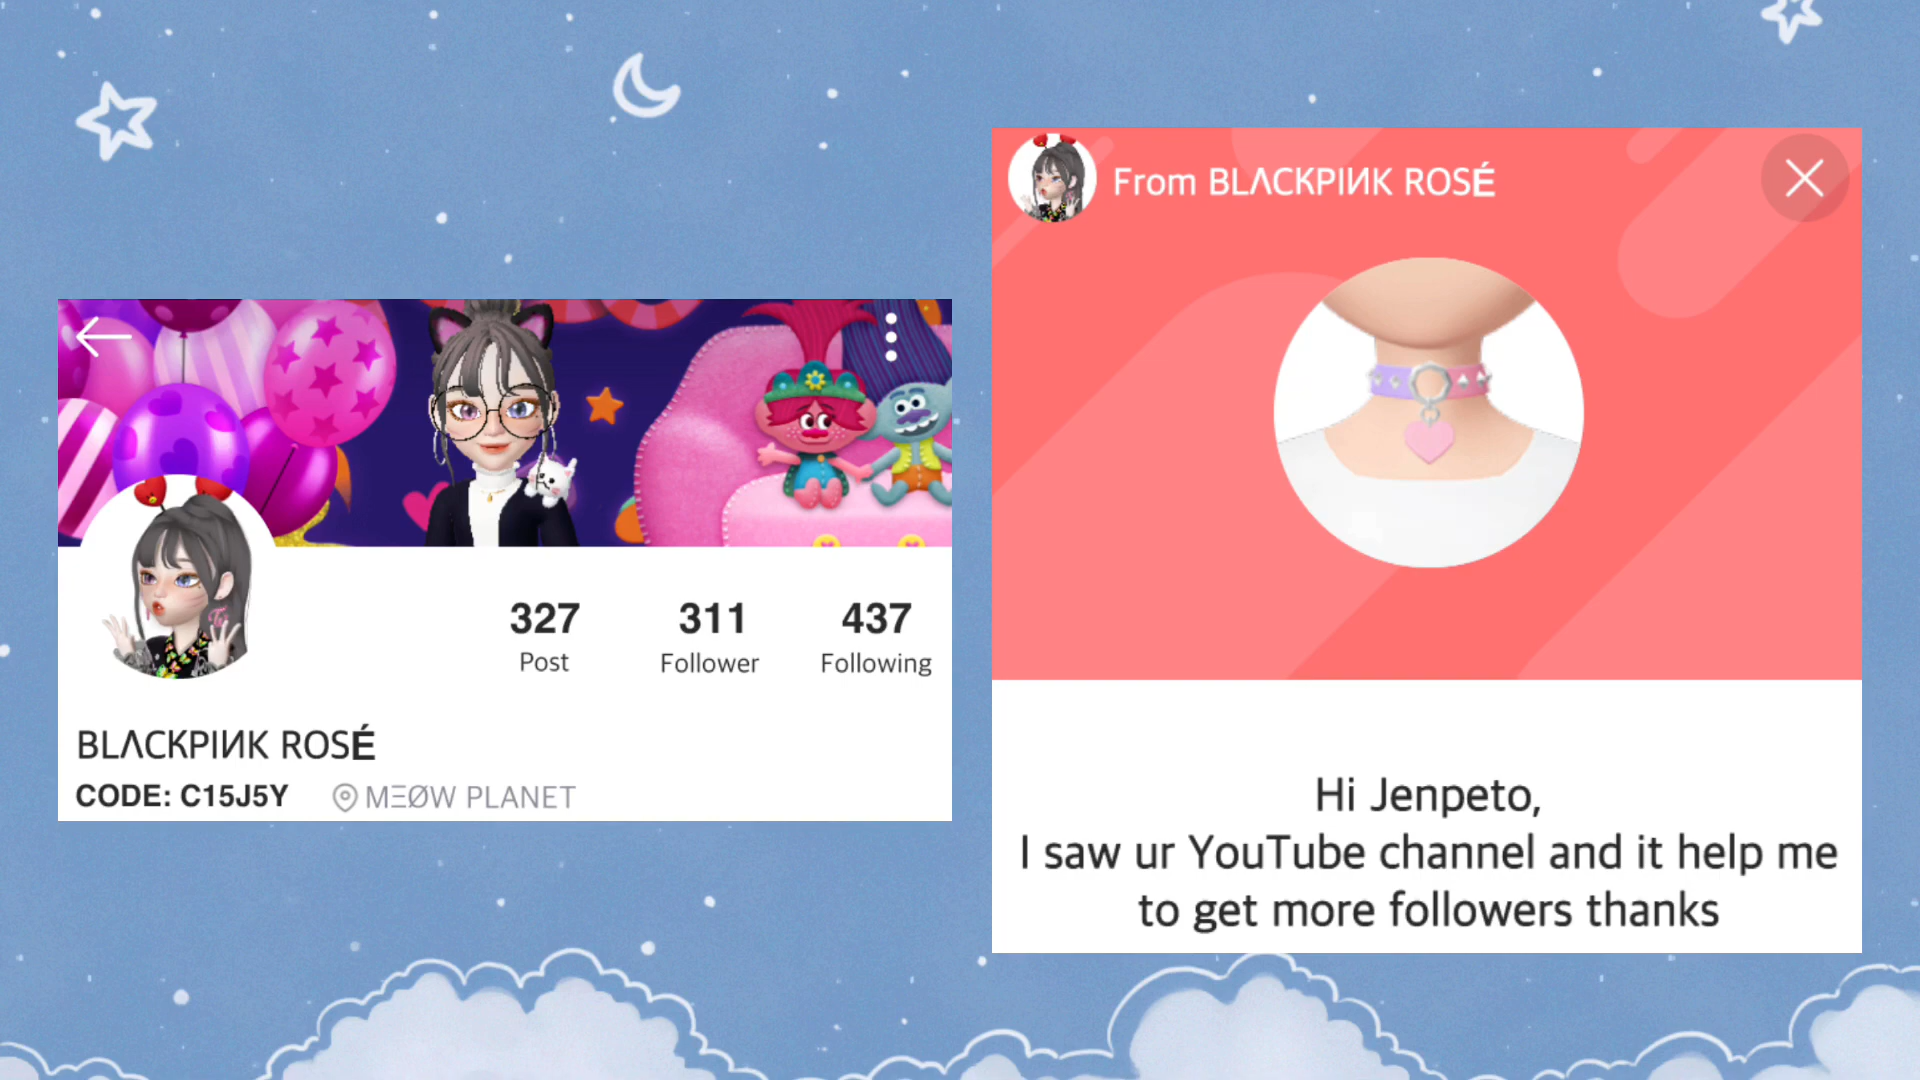 327 311 437
Post Follower Following
BLΛCKPIИK ROSÉ
CODE: C15J5Y MΞØW PLANET
From BLΛCKPIИK ROSÉ
Hi Jenpeto,
I saw ur YouTube channel and it help me
to get more followers thanks